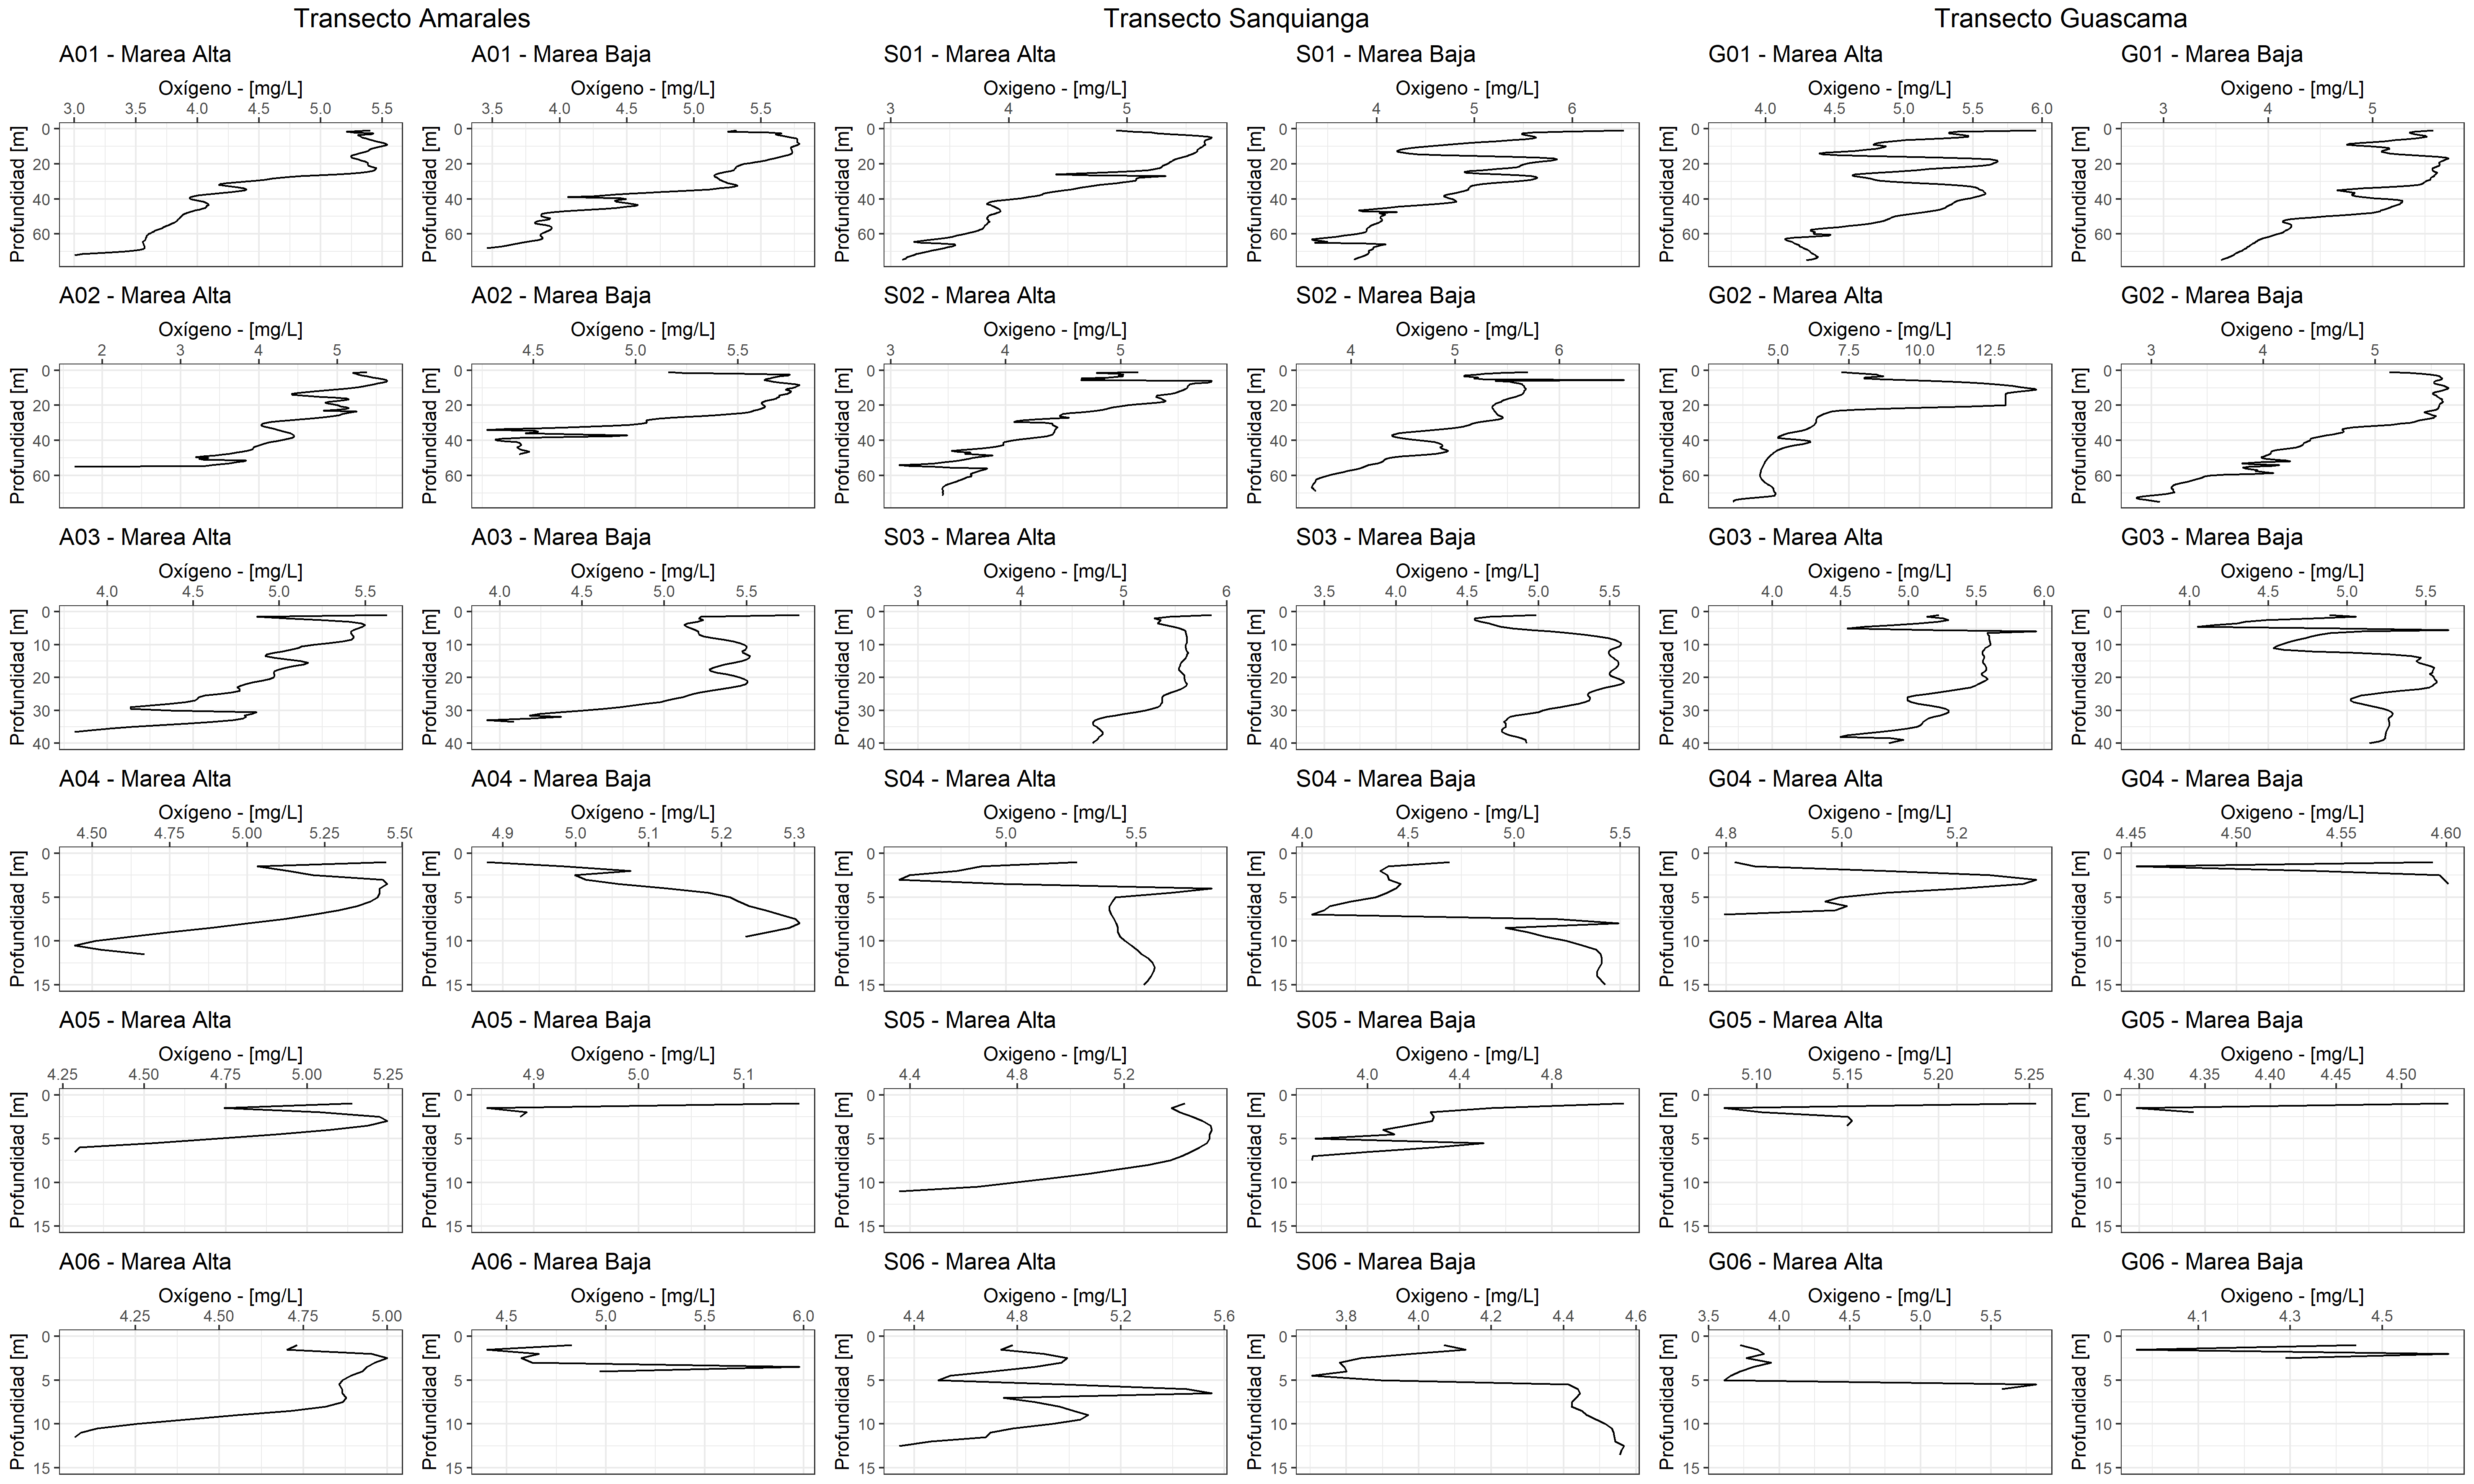 Transecto Amarales Transecto Sanquianga Transecto Guascama
A01 - Marea Alta A01 - Marea Baja S01 - Marea Alta S01 - Marea Baja G01 - Marea Alta G01 - Marea Baja
Oxígeno - [mg/L] Oxígeno - [mg/L] Oxigeno - [mg/L] Oxigeno - [mg/L] Oxigeno - [mg/L] Oxigeno - [mg/L]
3.0 3.5 4.0 4.5 5.0 5.5 3.5 4.0 4.5 5.0 5.5 3 4 5 4 5 6 4.0 4.5 5.0 5.5 6.0 3 4 5
Profundidad [m] Profundidad [m] Profundidad [m] Profundidad [m] Profundidad [m] Profundidad [m]
0 0 0 0 0 0
20 20 20 20 20 20
40 40 40 40 40 40
60 60 60 60 60 60
A02 - Marea Alta A02 - Marea Baja S02 - Marea Alta S02 - Marea Baja G02 - Marea Alta G02 - Marea Baja
Oxígeno - [mg/L] Oxígeno - [mg/L] Oxigeno - [mg/L] Oxigeno - [mg/L] Oxigeno - [mg/L] Oxigeno - [mg/L]
2 3 4 5 4.5 5.0 5.5 3 4 5 4 5 6 5.0 7.5 10.0 12.5 3 4 5
Profundidad [m] Profundidad [m] Profundidad [m] Profundidad [m] Profundidad [m] Profundidad [m]
0 0 0 0 0 0
20 20 20 20 20 20
40 40 40 40 40 40
60 60 60 60 60 60
A03 - Marea Alta A03 - Marea Baja S03 - Marea Alta S03 - Marea Baja G03 - Marea Alta G03 - Marea Baja
Oxígeno - [mg/L] Oxígeno - [mg/L] Oxigeno - [mg/L] Oxigeno - [mg/L] Oxigeno - [mg/L] Oxigeno - [mg/L]
4.0 4.5 5.0 5.5 4.0 4.5 5.0 5.5 3 4 5 6 3.5 4.0 4.5 5.0 5.5 4.0 4.5 5.0 5.5 6.0 4.0 4.5 5.0 5.5
Profundidad [m] Profundidad [m] Profundidad [m] Profundidad [m] Profundidad [m] Profundidad [m]
0 0 0 0 0 0
10 10 10 10 10 10
20 20 20 20 20 20
30 30 30 30 30 30
40 40 40 40 40 40
A04 - Marea Alta A04 - Marea Baja S04 - Marea Alta S04 - Marea Baja G04 - Marea Alta G04 - Marea Baja
Oxígeno - [mg/L] Oxígeno - [mg/L] Oxigeno - [mg/L] Oxigeno - [mg/L] Oxigeno - [mg/L] Oxigeno - [mg/L]
4.50 4.75 5.00 5.25 5.50 4.9 5.0 5.1 5.2 5.3 5.0 5.5 4.0 4.5 5.0 5.5 4.8 5.0 5.2 4.45 4.50 4.55 4.60
Profundidad [m] Profundidad [m] Profundidad [m] Profundidad [m] Profundidad [m] Profundidad [m]
0 0 0 0 0 0
5 5 5 5 5 5
10 10 10 10 10 10
15 15 15 15 15 15
A05 - Marea Alta A05 - Marea Baja S05 - Marea Alta S05 - Marea Baja G05 - Marea Alta G05 - Marea Baja
Oxígeno - [mg/L] Oxígeno - [mg/L] Oxigeno - [mg/L] Oxigeno - [mg/L] Oxigeno - [mg/L] Oxigeno - [mg/L]
4.25 4.50 4.75 5.00 5.25 4.9 5.0 5.1 4.4 4.8 5.2 4.0 4.4 4.8 5.10 5.15 5.20 5.25 4.30 4.35 4.40 4.45 4.50
Profundidad [m] Profundidad [m] Profundidad [m] Profundidad [m] Profundidad [m] Profundidad [m]
0 0 0 0 0 0
5 5 5 5 5 5
10 10 10 10 10 10
15 15 15 15 15 15
A06 - Marea Alta A06 - Marea Baja S06 - Marea Alta S06 - Marea Baja G06 - Marea Alta G06 - Marea Baja
Oxígeno - [mg/L] Oxígeno - [mg/L] Oxigeno - [mg/L] Oxigeno - [mg/L] Oxigeno - [mg/L] Oxigeno - [mg/L]
4.25 4.50 4.75 5.00 4.5 5.0 5.5 6.0 4.4 4.8 5.2 5.6 3.8 4.0 4.2 4.4 4.6 3.5 4.0 4.5 5.0 5.5 4.1 4.3 4.5
Profundidad [m] Profundidad [m] Profundidad [m] Profundidad [m] Profundidad [m] Profundidad [m]
0 0 0 0 0 0
5 5 5 5 5 5
10 10 10 10 10 10
15 15 15 15 15 15